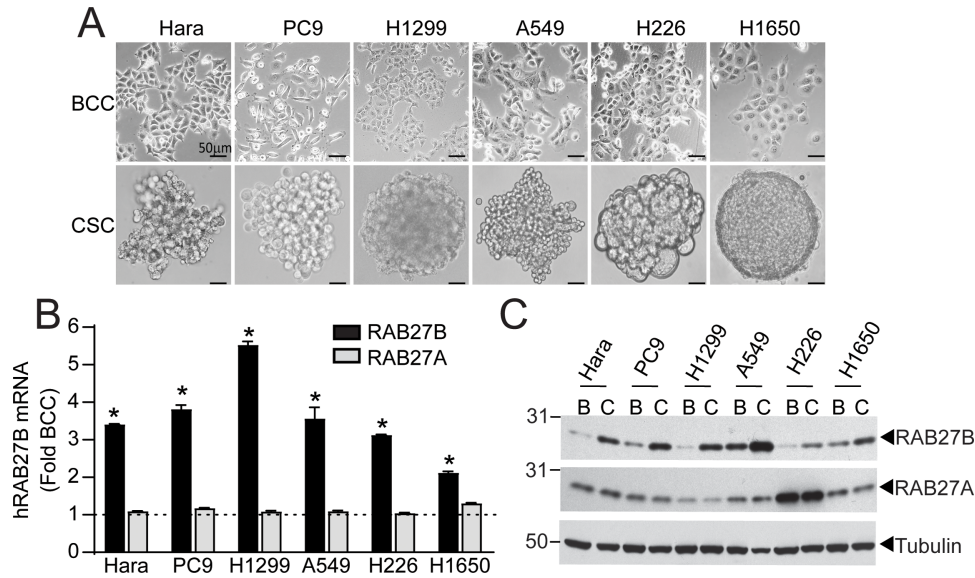 A
Hara PC9 H1299 A549 H226 H1650
BCC
50μm
CSC
B
hRAB27B mRNA
(Fold BCC)
6
5
4
3
2
1
0
RAB27B
RAB27A
* * * * * *
Hara PC9 H1299 A549 H226 H1650
C
Hara PC9 H1299 A549 H226 H1650
B C B C B C B C B C B C
31
RAB27B
31
RAB27A
50
Tubulin